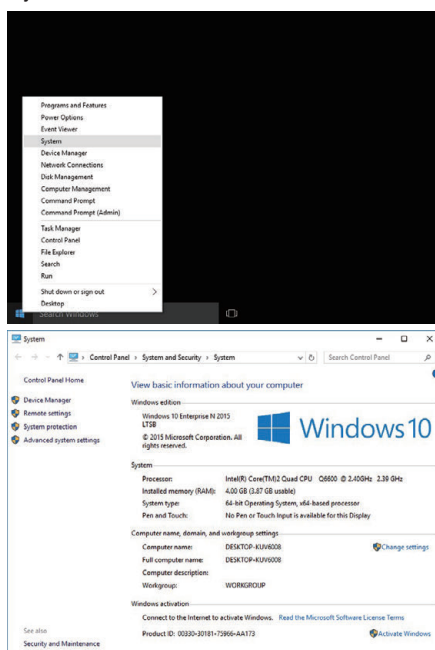 Programs and Features
Power Options
Event Viewer
System
Device Manager
Network Connections
Disk Management
Computer Management
Command Prompt
Command Prompt (Admin)
Task Manager
Control Panel
File Explorer
Search
Run
Shut down or sign out >
Desktop
Search Windows
System
Control Panel > System and Security > System
Search Control Panel
Control Panel Home
Device Manager
Remote settings
System protection
Advanced system settings
See also
Security and Maintenance
View basic information about your computer
Windows edition
Windows 10 Enterprise N 2015
LTSB
© 2015 Microsoft Corporation. All
rights reserved.
Windows 10
System
Processor: Intel(R) Core(TM)2 Quad CPU Q6600 @ 2.40GHz 2.39 GHz
Installed memory (RAM): 4.00 GB (3.87 GB usable)
System type: 64-bit Operating System, x64-based processor
Pen and Touch: No Pen or Touch Input is available for this Display
Computer name, domain, and workgroup settings
Computer name: DESKTOP-KUV6008 Change settings
Full computer name: DESKTOP-KUV6008
Computer description:
Workgroup: WORKGROUP
Windows activation
Connect to the Internet to activate Windows. Read the Microsoft Software License Terms
Product ID: 00330-30181-75966-AA173 Activate Windows